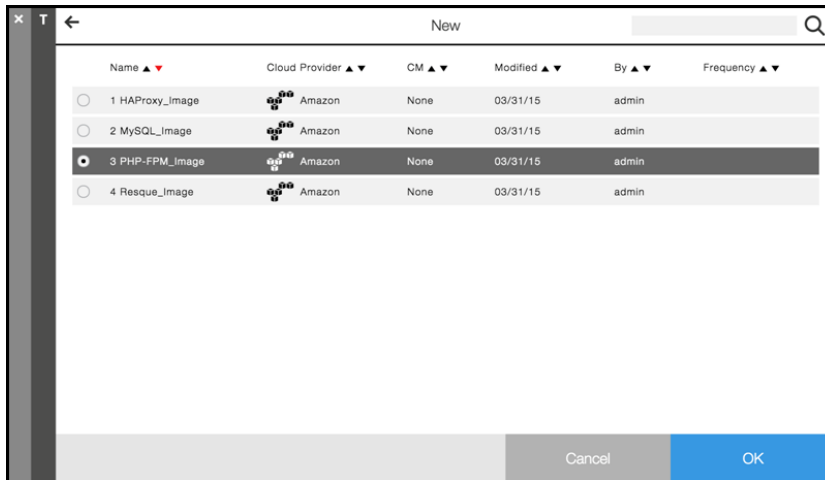 × T New
Name ▲ ▼ Cloud Provider ▲ ▼ CM ▲ ▼ Modified ▲ ▼ By ▲ ▼ Frequency ▲ ▼
1 HAProxy_Image Amazon None 03/31/15 admin
2 MySQL_Image Amazon None 03/31/15 admin
3 PHP-FPM_Image Amazon None 03/31/15 admin
4 Resque_Image Amazon None 03/31/15 admin
Cancel OK